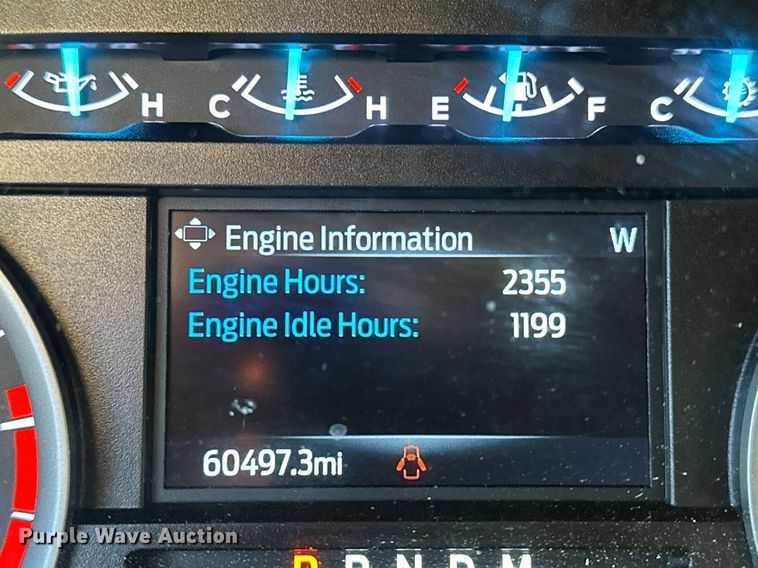 H C H E F C
Engine Information W
Engine Hours: 2355
Engine Idle Hours: 1199
60497.3mi
Purple Wave Auction
P R N D M